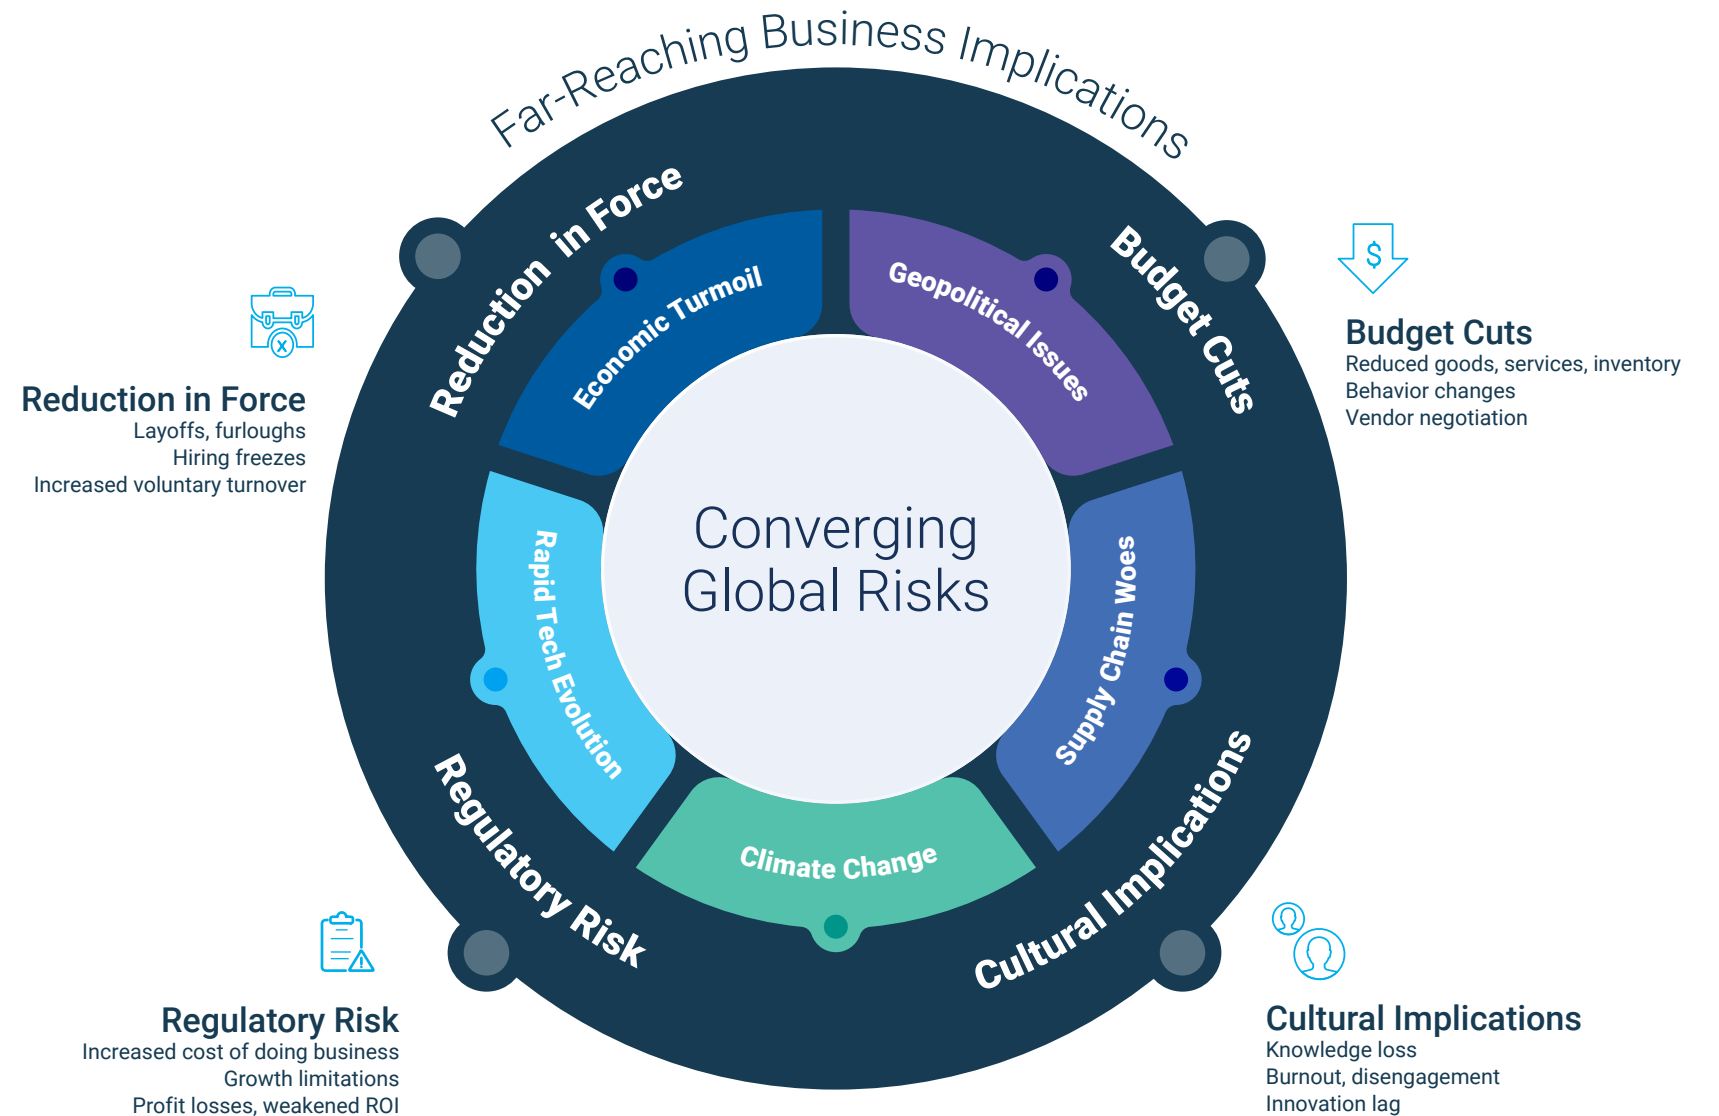 Far-Reaching Business Implications
Reduction in Force
Budget Cuts
Economic Turmoil
Geopolitical Issues
$
Budget Cuts
Reduced goods, services, inventory
Behavior changes
Vendor negotiation
x
Reduction in Force
Layoffs, furloughs
Hiring freezes
Increased voluntary turnover
Converging
Global Risks
Rapid Tech Evolution
Supply Chain Woes
Climate Change
Regulatory Risk
Cultural Implications
!
Regulatory Risk
Increased cost of doing business
Growth limitations
Profit losses, weakened ROI
Cultural Implications
Knowledge loss
Burnout, disengagement
Innovation lag